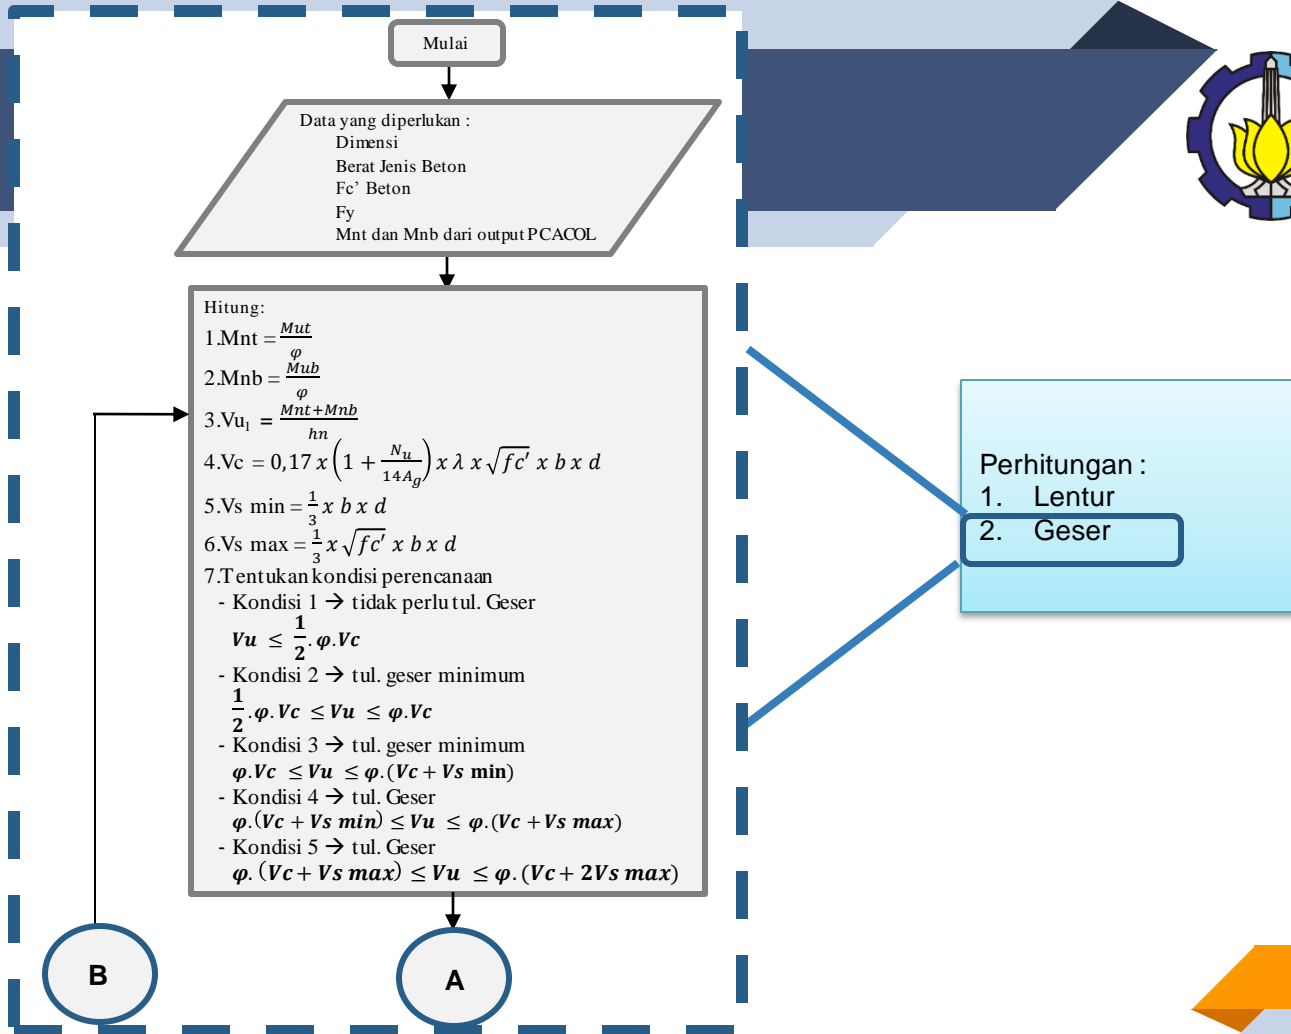 Mulai
Data yang diperlukan :
Dimensi
Berat Jenis Beton
Fc’ Beton
Fy
Mnt dan Mnb dari output PCACOL
Hitung:
1.Mnt = Mut/φ
2.Mnb = Mub/φ
3.Vu₁ = Mnt+Mnb/hn
4.Vc = 0,17 x (1 + Nᵤ/14A_g) x λ x √fc′ x b x d
5.Vs min = 1/3 x b x d
6.Vs max = 1/3 x √fc′ x b x d
7.Tentukan kondisi perencanaan
- Kondisi 1 → tidak perlu tul. Geser
Vu ≤ 1/2.φ.Vc
- Kondisi 2 → tul. geser minimum
1/2.φ.Vc ≤ Vu ≤ φ.Vc
- Kondisi 3 → tul. geser minimum
φ.Vc ≤ Vu ≤ φ.(Vc + Vs min)
- Kondisi 4 → tul. Geser
φ.(Vc + Vs min) ≤ Vu ≤ φ.(Vc + Vs max)
- Kondisi 5 → tul. Geser
φ.(Vc + Vs max) ≤ Vu ≤ φ.(Vc + 2Vs max)
B
A
Perhitungan :
1. Lentur
2. Geser